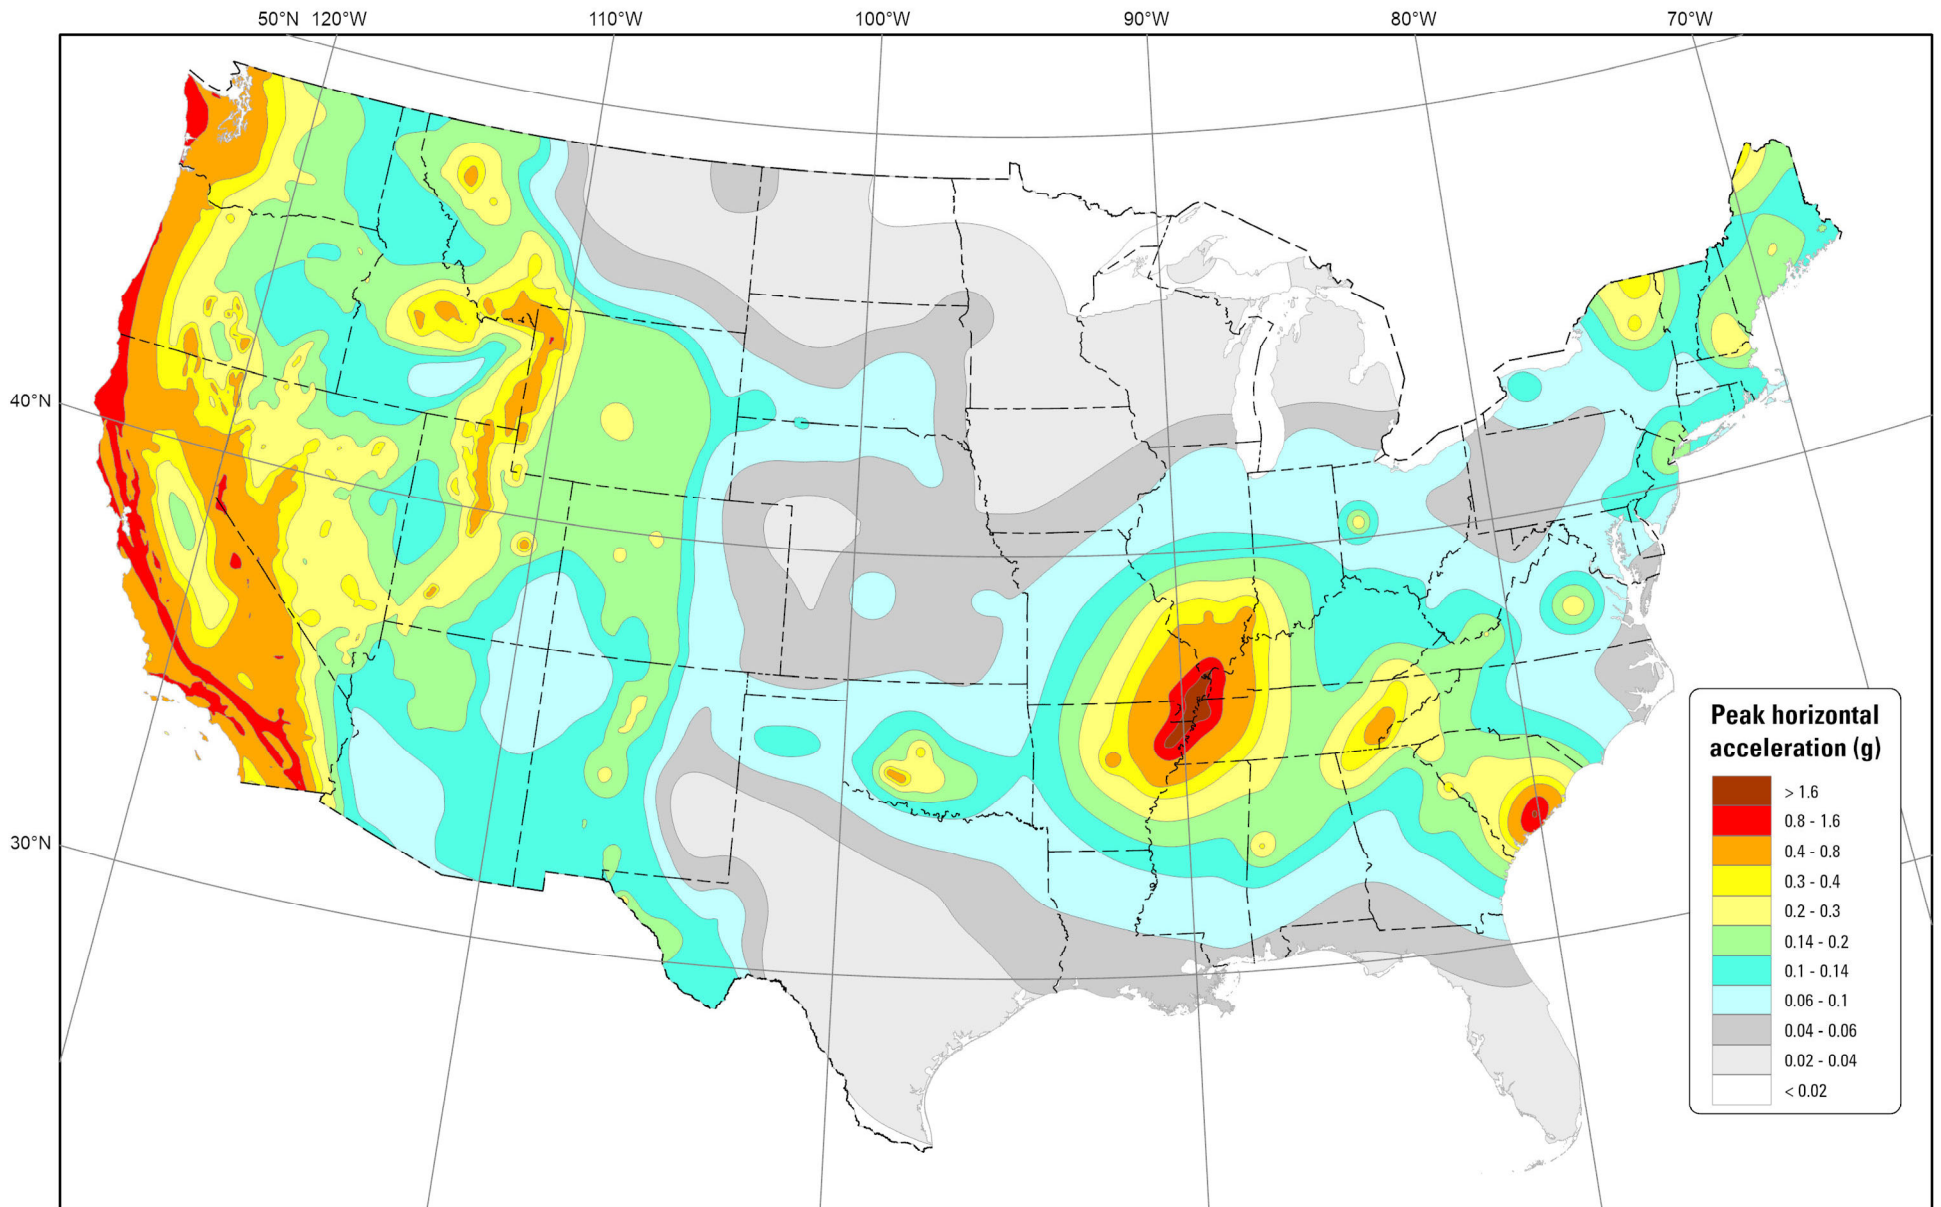 50°N 120°W 110°W 100°W 90°W 80°W 70°W
40°N
30°N
Peak horizontal
acceleration (g)
> 1.6
0.8 - 1.6
0.4 - 0.8
0.3 - 0.4
0.2 - 0.3
0.14 - 0.2
0.1 - 0.14
0.06 - 0.1
0.04 - 0.06
0.02 - 0.04
< 0.02